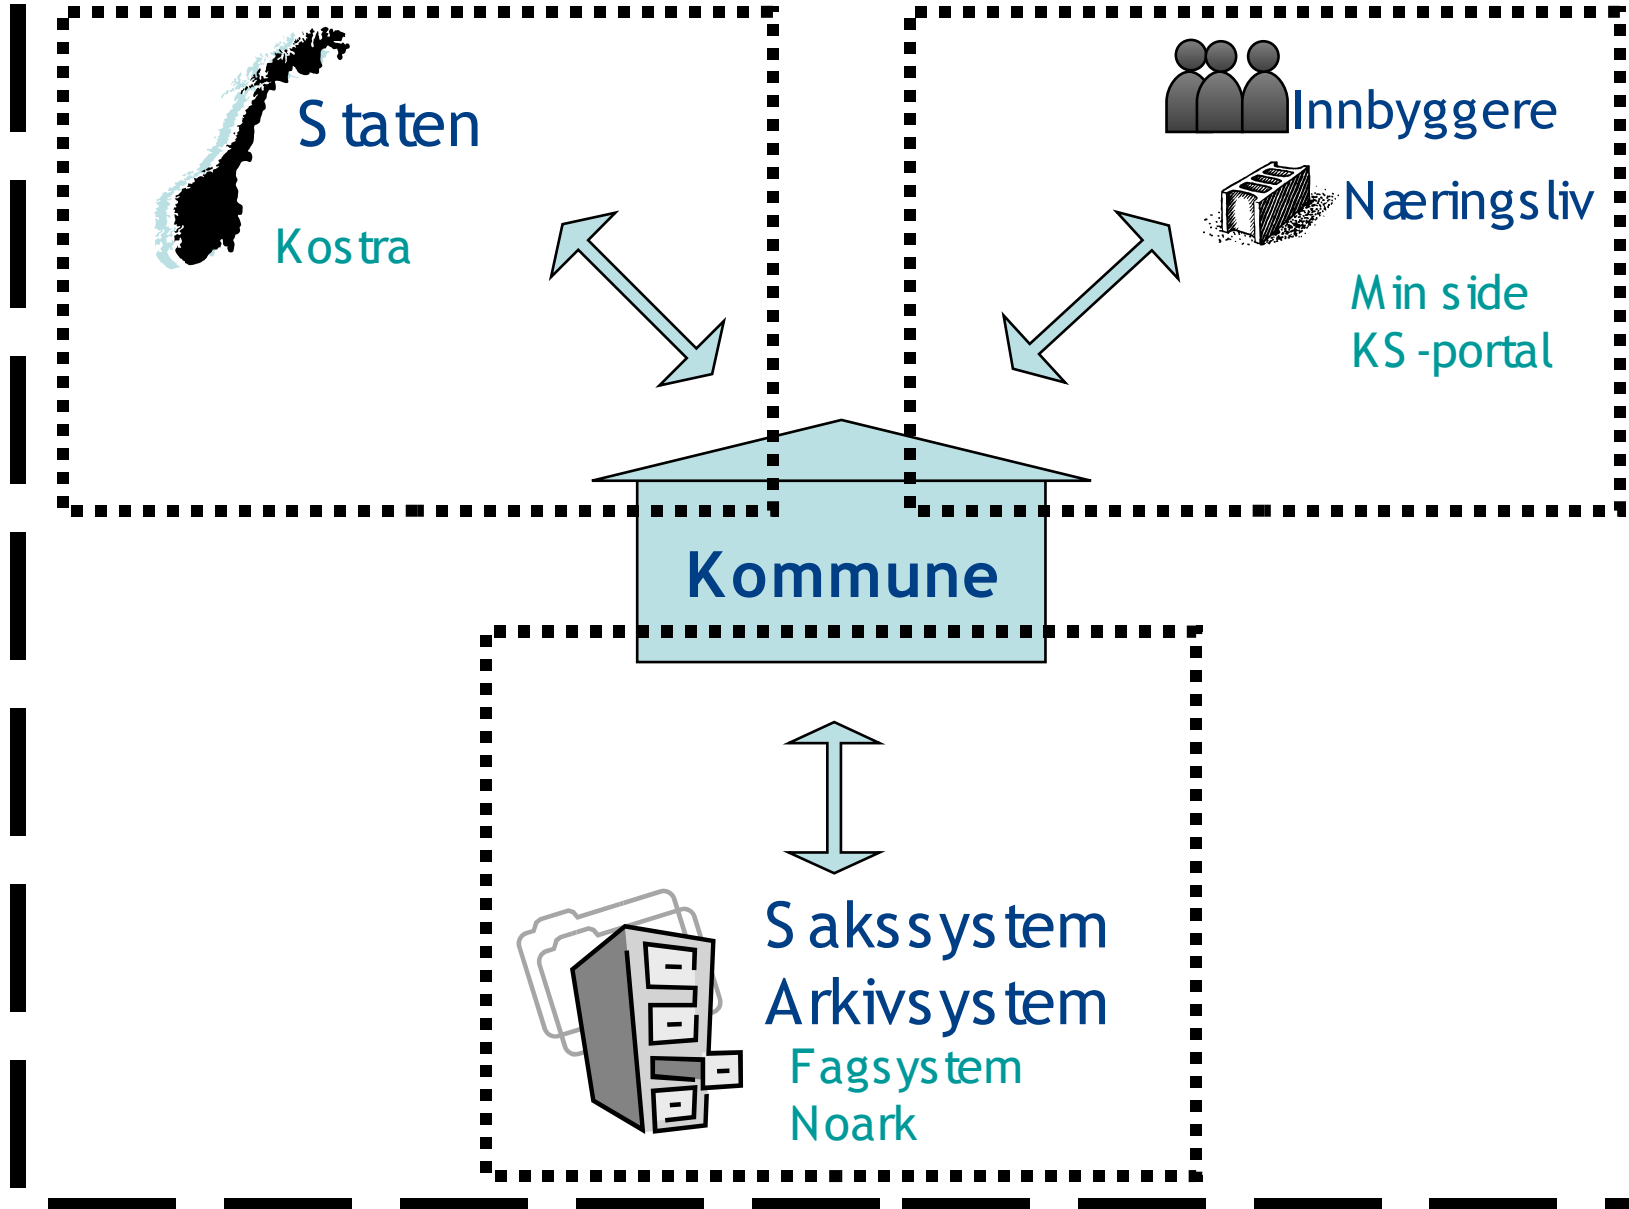 Staten
Kostra
Innbyggere
Næringsliv
Min side
KS-portal
Kommune
Sakssystem
Arkivsystem
Fagsystem
Noark